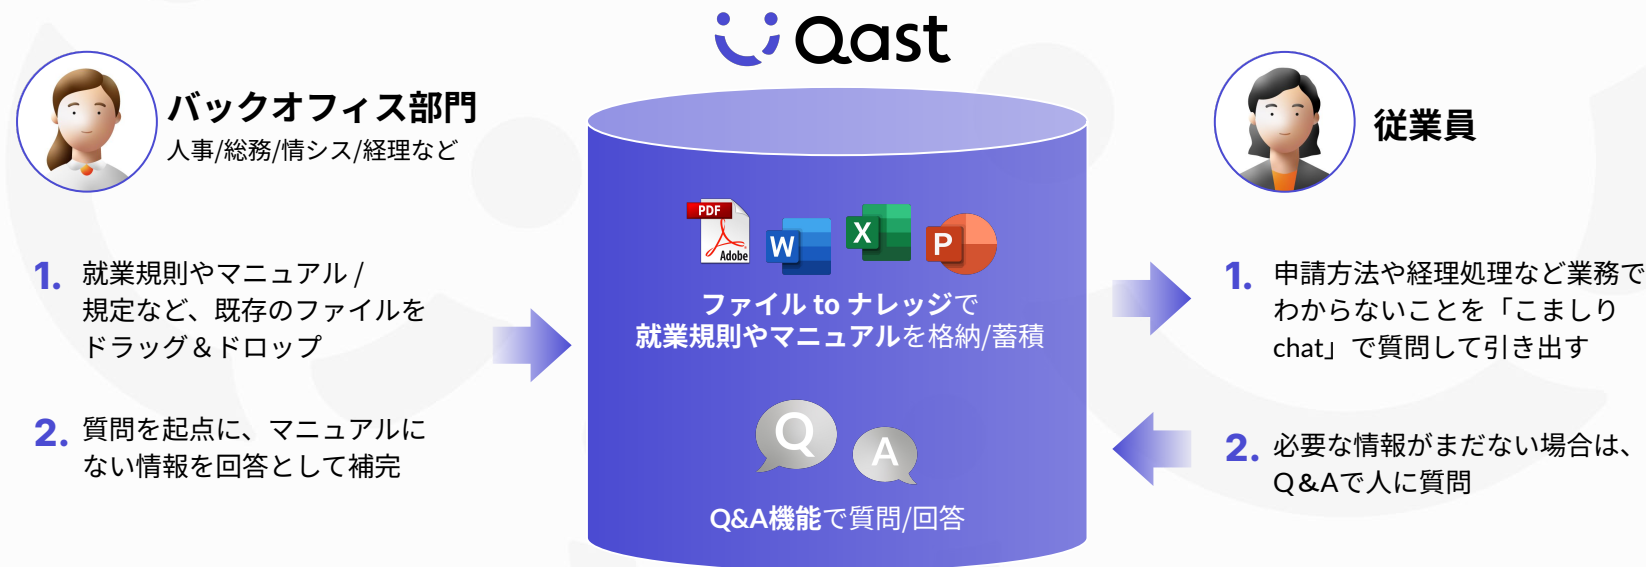 Qast
バックオフィス部門
人事/総務/情シス/経理など
1. 就業規則やマニュアル /
規定など、既存のファイルを
ドラッグ＆ドロップ
2. 質問を起点に、マニュアルに
ない情報を回答として補完
PDF
Adobe
W
X
P
ファイル to ナレッジで
就業規則やマニュアルを格納/蓄積
Q
A
Q&A機能で質問/回答
従業員
1. 申請方法や経理処理など業務で
わからないことを「こましり
chat」で質問して引き出す
2. 必要な情報がまだない場合は、
Q&Aで人に質問